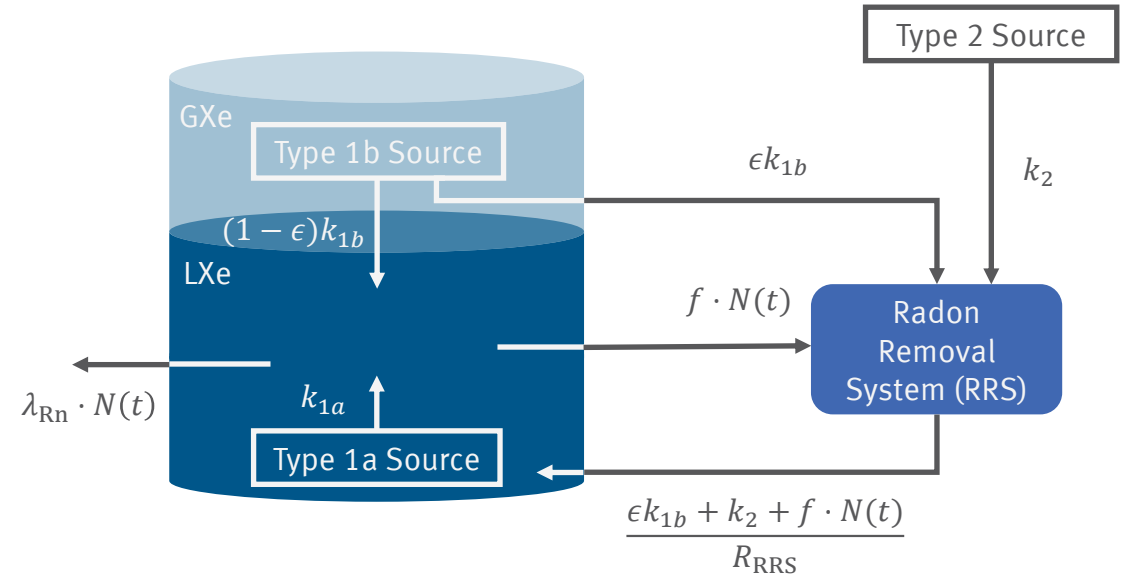 Type 2 Source
GXe
Type 1b Source
ϵk₁b
k₂
(1 − ϵ)k₁b
LXe
f · N(t)
Radon
Removal
System (RRS)
λRn · N(t)
k₁a
Type 1a Source
ϵk₁b + k₂ + f · N(t)
RRRS